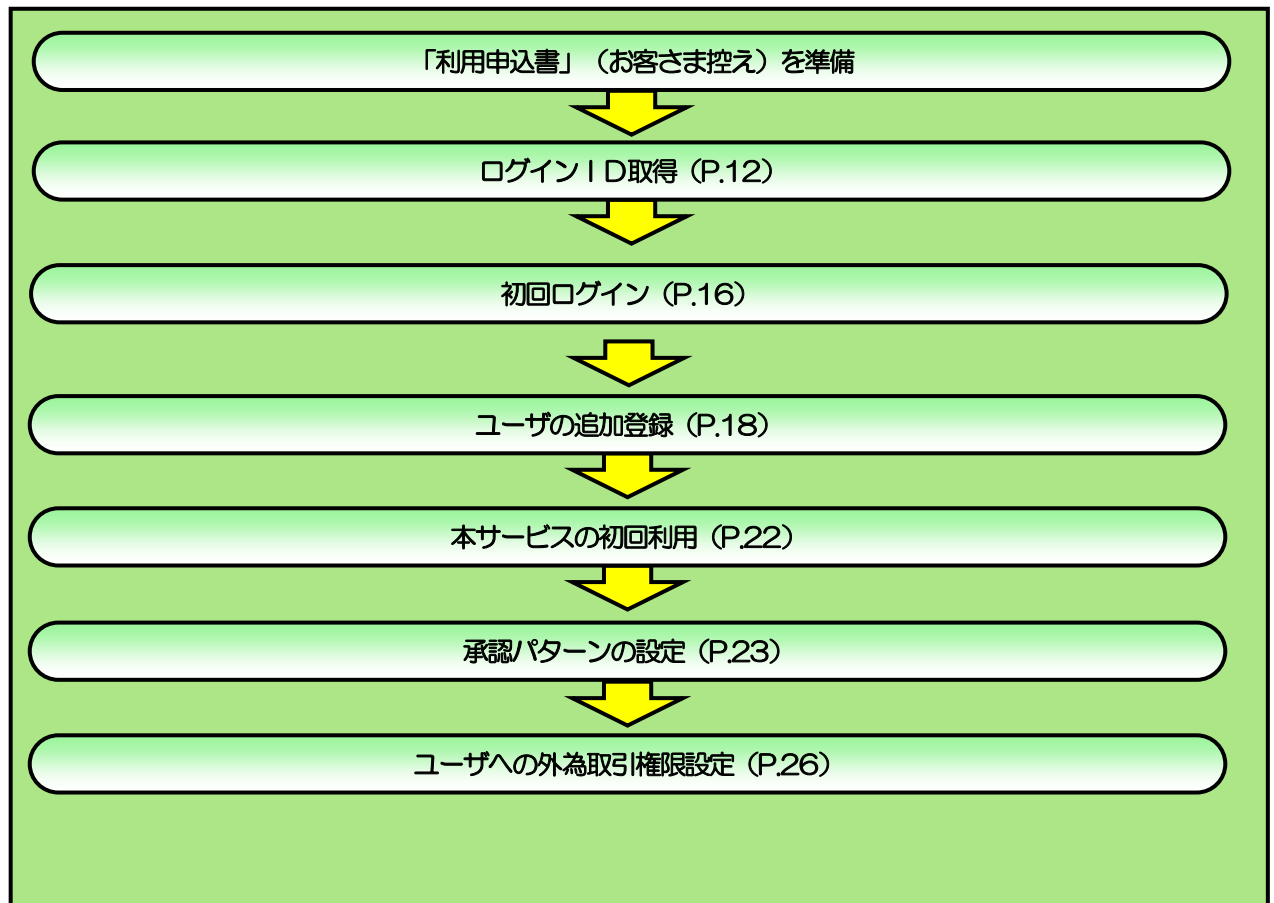 「利用申込書」（お客さま控え）を準備
ログインＩＤ取得（P.12）
初回ログイン（P.16）
ユーザの追加登録（P.18）
本サービスの初回利用（P.22）
承認パターンの設定（P.23）
ユーザへの外為取引権限設定（P.26）